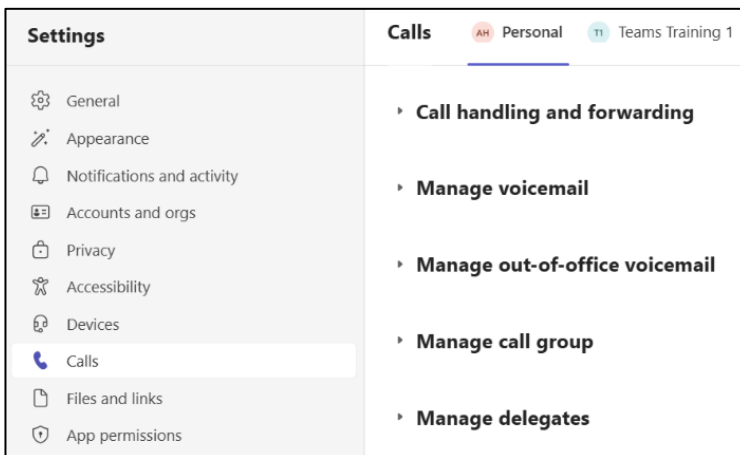 Settings
General
Appearance
Notifications and activity
Accounts and orgs
Privacy
Accessibility
Devices
Calls
Files and links
App permissions
Calls AH Personal T1 Teams Training 1
Call handling and forwarding
Manage voicemail
Manage out-of-office voicemail
Manage call group
Manage delegates